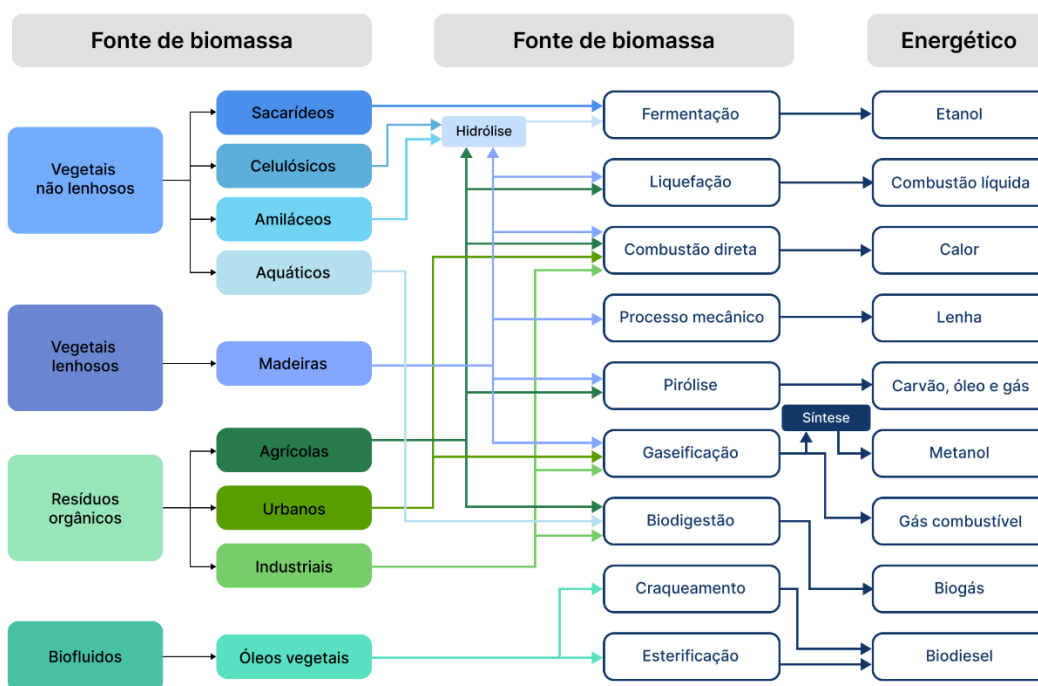 Fonte de biomassa
Fonte de biomassa
Energético
Vegetais
não lenhosos
Sacarídeos
Celulósicos
Amiláceos
Aquáticos
Hidrólise
Vegetais
lenhosos
Madeiras
Resíduos
orgânicos
Agrícolas
Urbanos
Industriais
Biofluidos
Óleos vegetais
Fermentação
Liquefação
Combustão direta
Processo mecânico
Pirólise
Gaseificação
Biodigestão
Craqueamento
Esterificação
Síntese
Etanol
Combustão líquida
Calor
Lenha
Carvão, óleo e gás
Metanol
Gás combustível
Biogás
Biodiesel